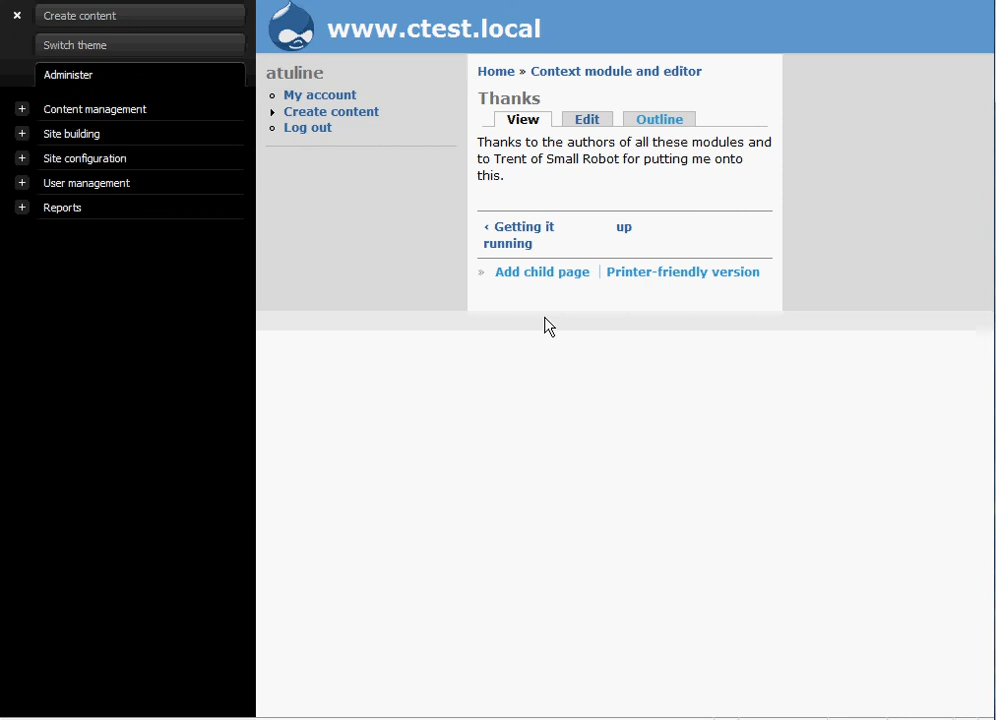 Create content
Switch theme
Administer
+ Content management
+ Site building
+ Site configuration
+ User management
+ Reports
www.ctest.local
atuline
My account
Create content
Log out
Home » Context module and editor
Thanks
View Edit Outline
Thanks to the authors of all these modules and
to Trent of Small Robot for putting me onto
this.
‹ Getting it up
running
» Add child page Printer-friendly version